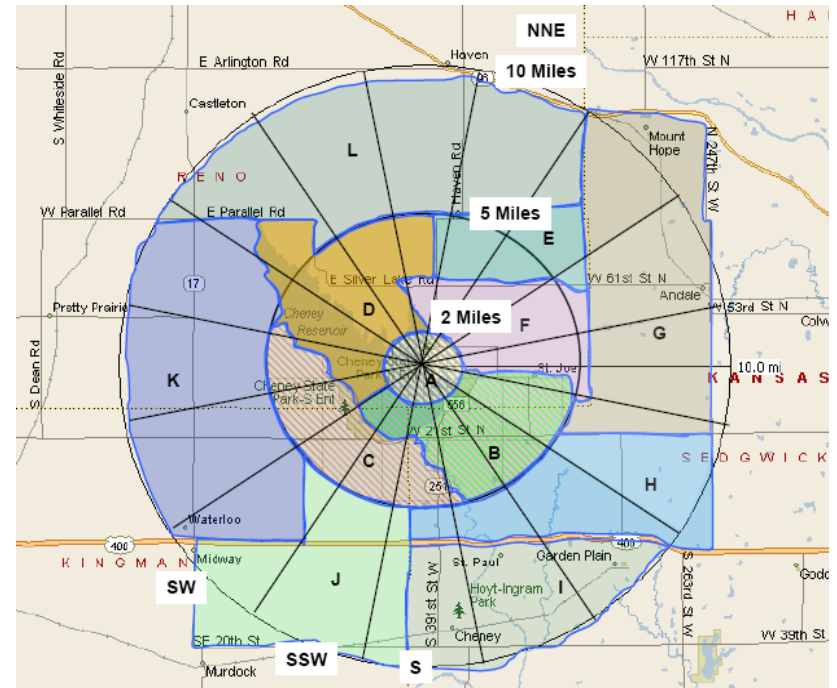 NNE
H A
Haven
W 117th St N
E Arlington Rd
10 Miles
96
S Whiteside Rd
Castleton
Mount
Hope
N 247th St W
L
R E N O
S Haven Rd
W Parallel Rd
E Parallel Rd
5 Miles
E
E Silver Lake Rd
W 61st St N
17
Andale
Pretty Prairie
Cheney
Reservoir
D
2 Miles
W 53rd St N
F
G
Colw
S Dean Rd
Cheney State
Park
St. Joe
10.0 mi
K
A
K A N S A S
Cheney State
Park-S Ent
556
W 21st St N
B
S E D G W I C K
C
H
251
Waterloo
400
400
Midway
K I N G M A N
St. Paul
Garden Plain
S 263rd St W
SW
J
I
Hoyt-Ingram
Park
S 391st St W
SE 20th St
Cheney
W 39th St
SSW
S
Murdock